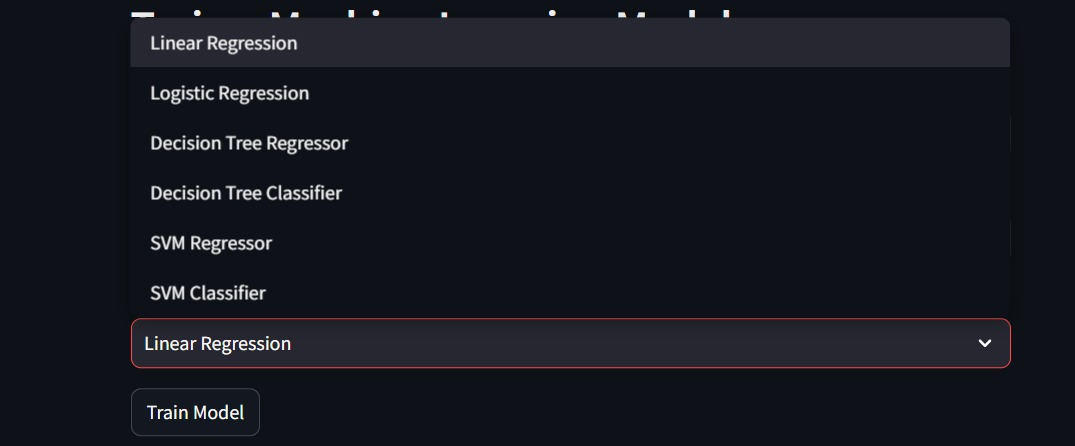 Linear Regression
Logistic Regression
Decision Tree Regressor
Decision Tree Classifier
SVM Regressor
SVM Classifier
Linear Regression
Train Model